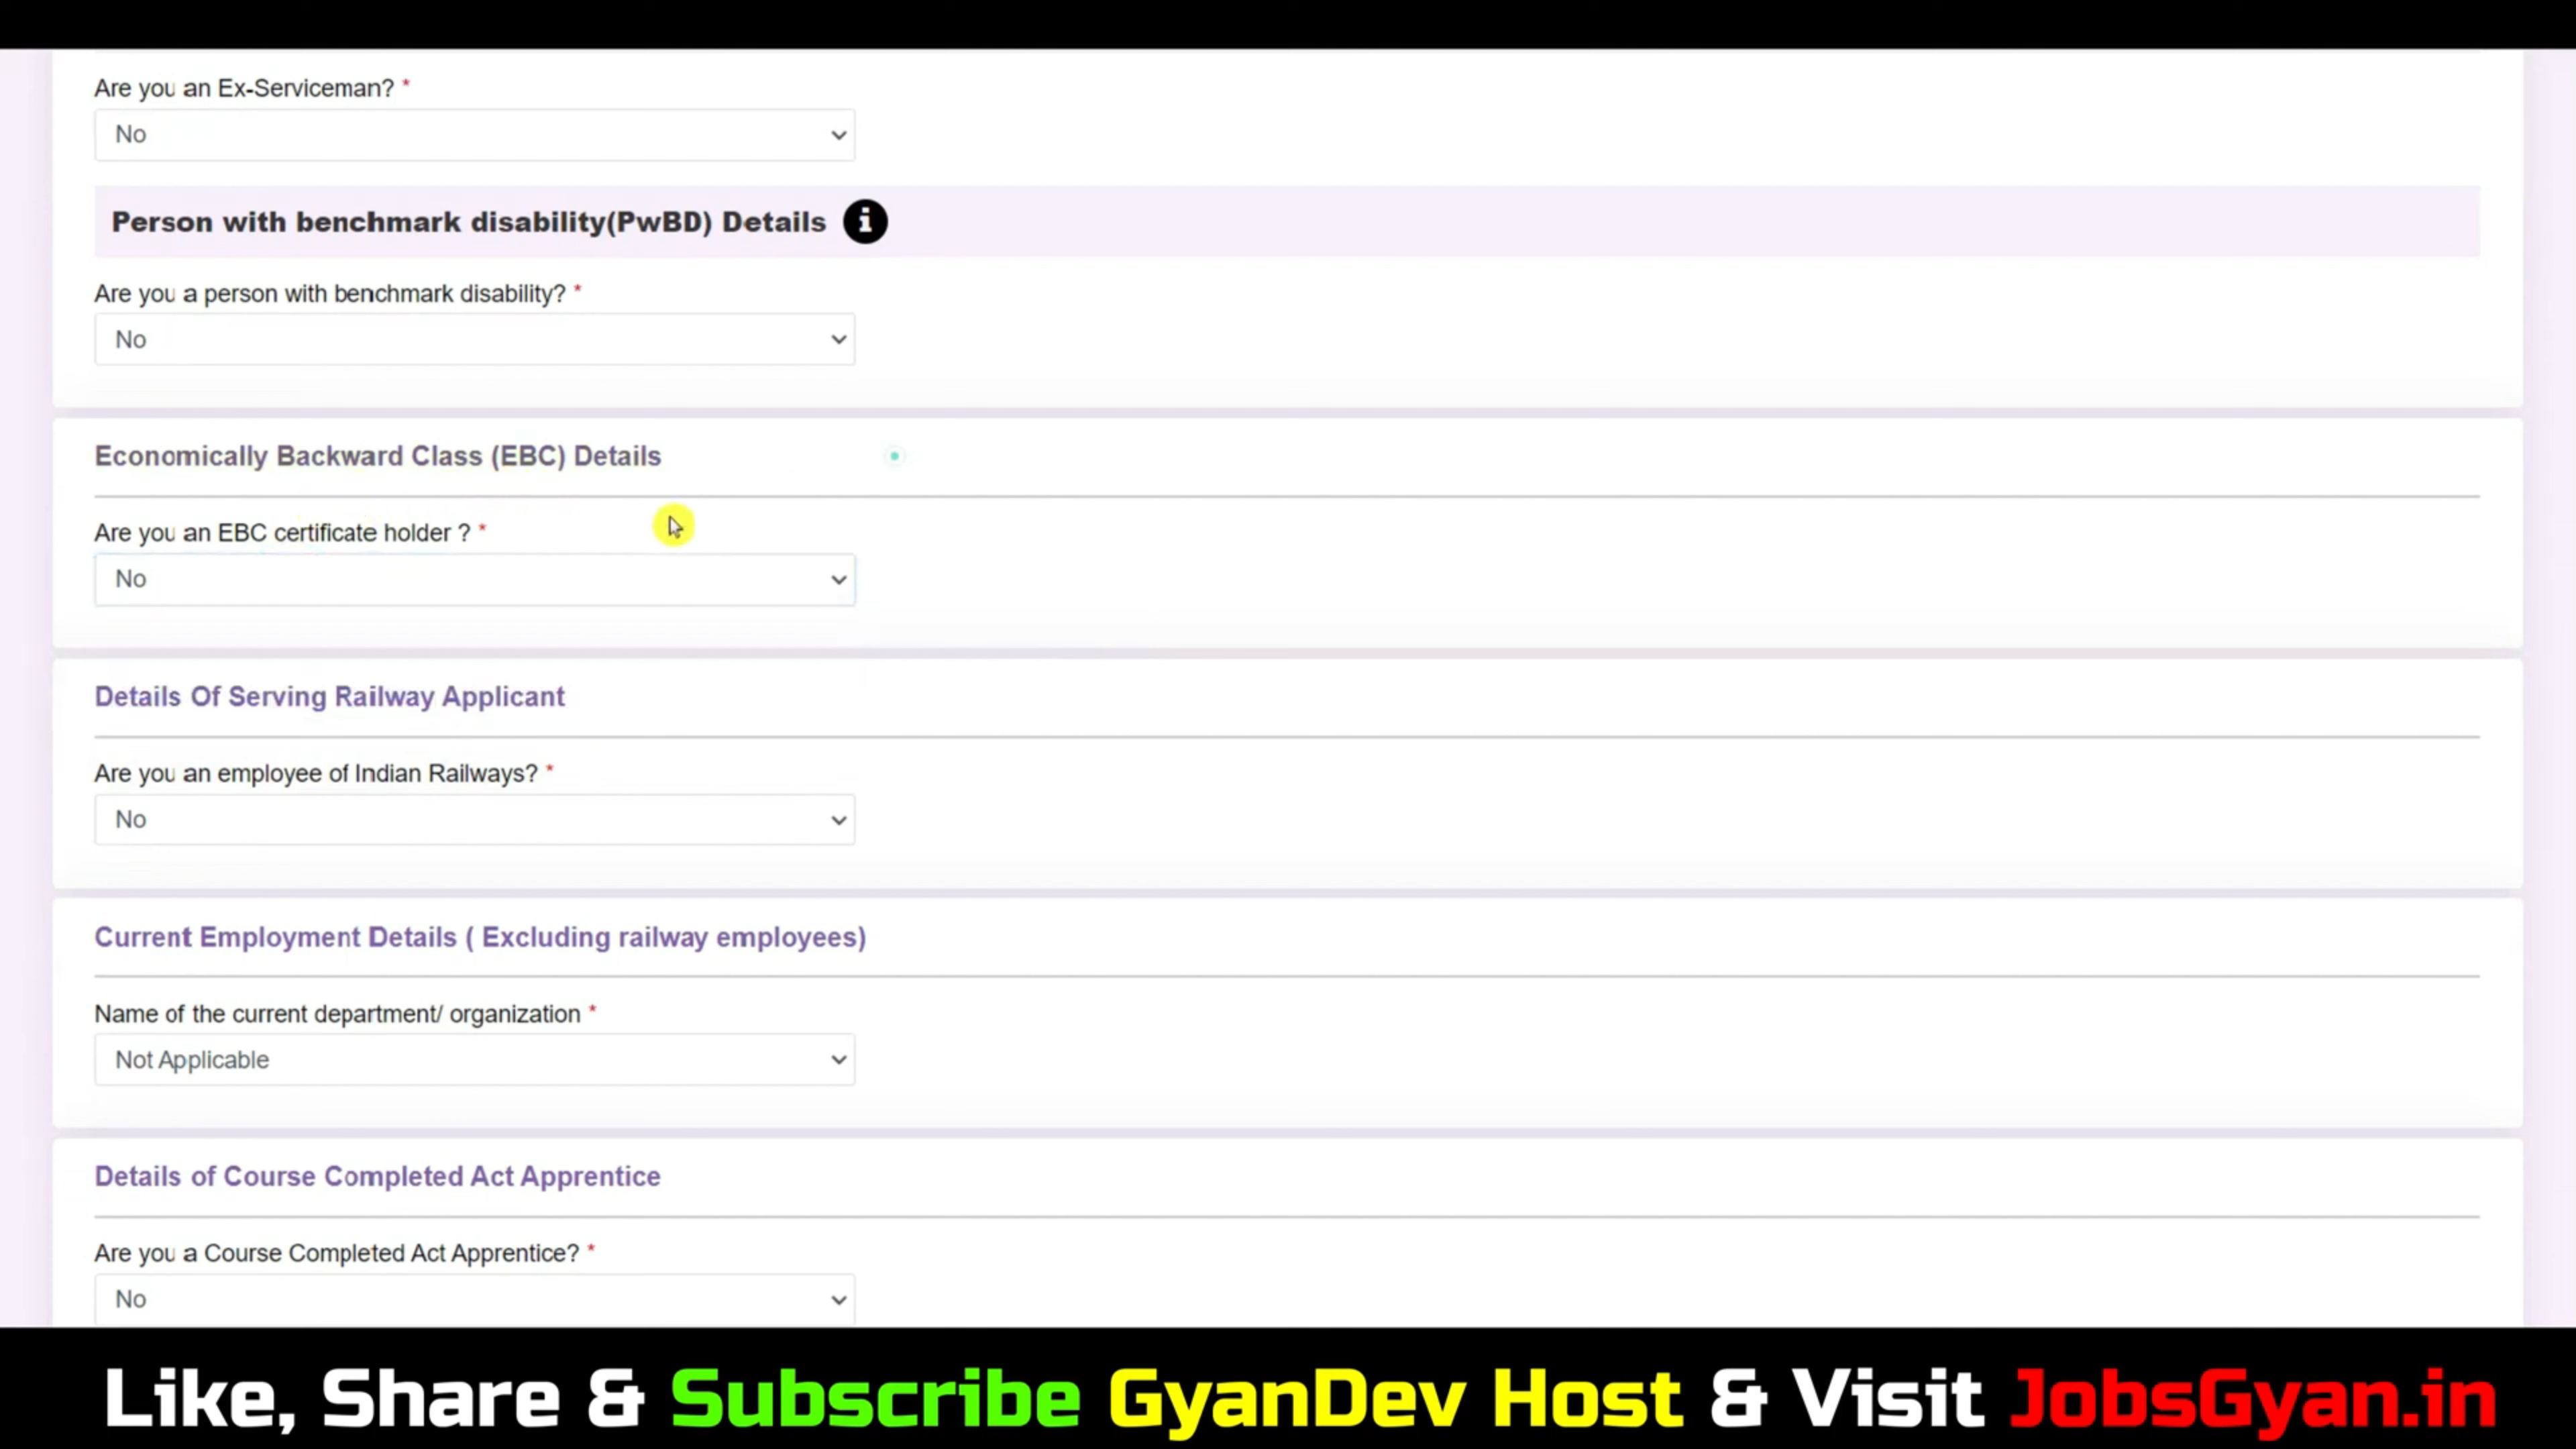 Are you an Ex-Serviceman? *
No
Person with benchmark disability(PwBD) Details i
Are you a person with benchmark disability? *
No
Economically Backward Class (EBC) Details
Are you an EBC certificate holder ? *
No
Details Of Serving Railway Applicant
Are you an employee of Indian Railways? *
No
Current Employment Details ( Excluding railway employees)
Name of the current department/ organization *
Not Applicable
Details of Course Completed Act Apprentice
Are you a Course Completed Act Apprentice? *
No
Like, Share & Subscribe GyanDev Host & Visit JobsGyan.in